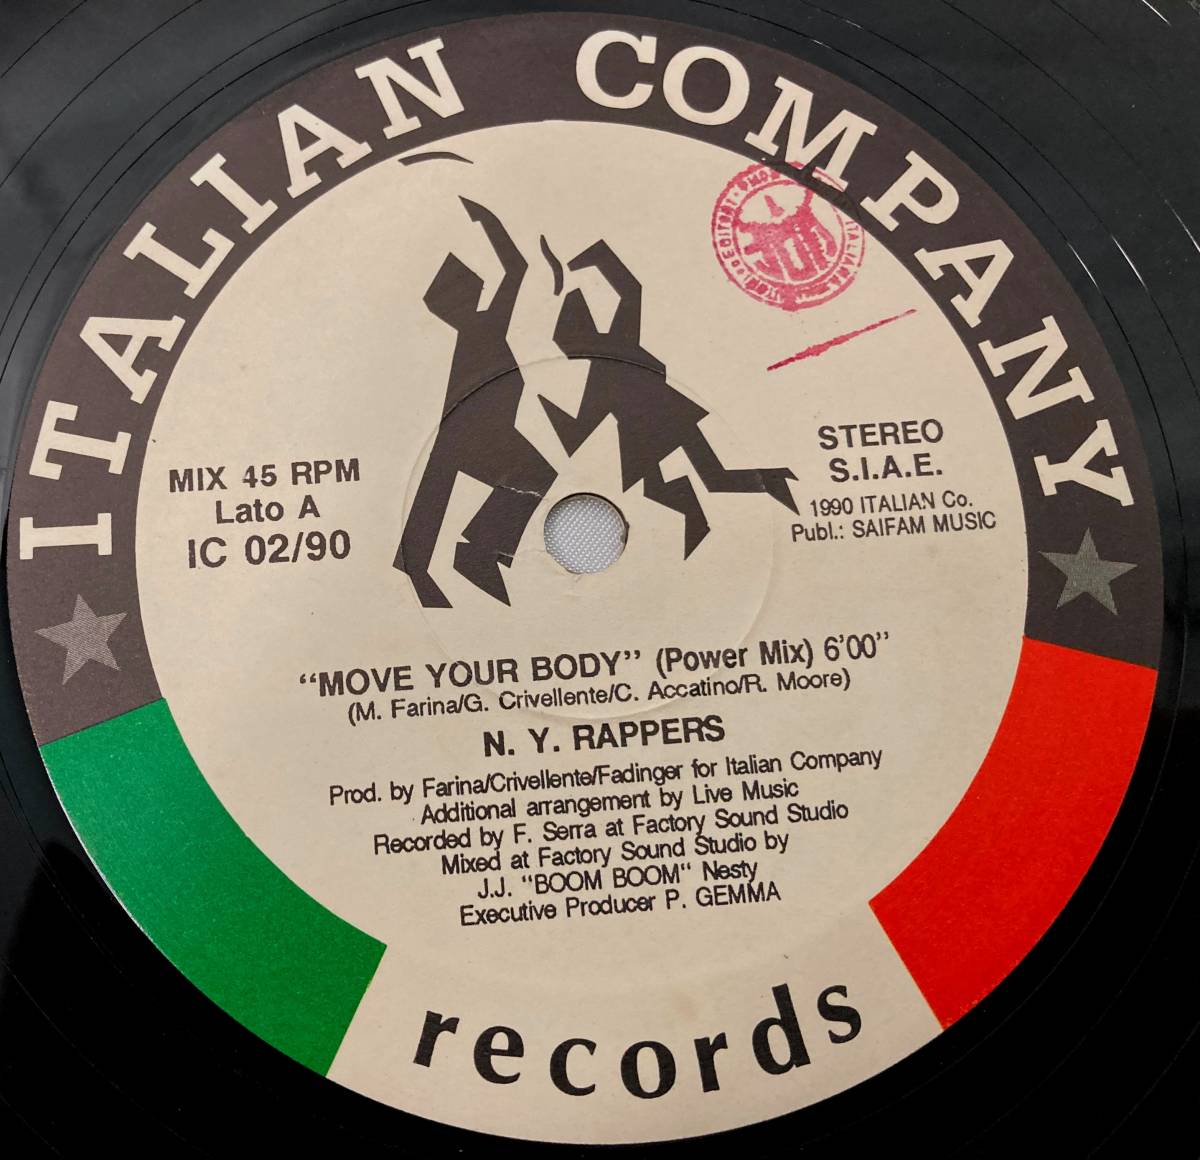 ITALIAN COMPANY
MIX 45 RPM
Lato A
IC 02/90
STEREO
S.I.A.E.
1990 ITALIAN Co.
Publ.: SAIFAM MUSIC
“MOVE YOUR BODY” (Power Mix) 6’00”
(M. Farina/G. Crivellente/C. Accatino/R. Moore)
N. Y. RAPPERS
Prod. by Farina/Crivellente/Fadinger for Italian Company
Additional arrangement by Live Music
Recorded by F. Serra at Factory Sound Studio
Mixed at Factory Sound Studio by
J.J. “BOOM BOOM“ Nesty
Executive Producer P. GEMMA
records